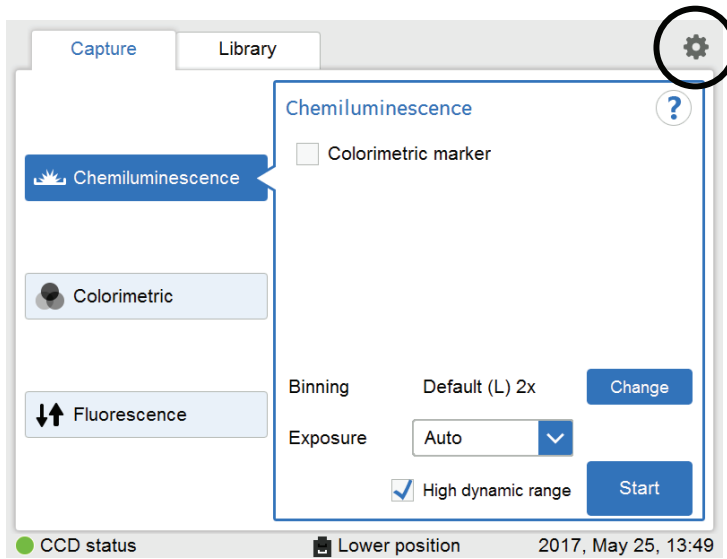 Capture
Library
Chemiluminescence
?
Colorimetric marker
Chemiluminescence
Colorimetric
Fluorescence
Binning Default (L) 2x Change
Exposure Auto
High dynamic range Start
CCD status Lower position 2017, May 25, 13:49